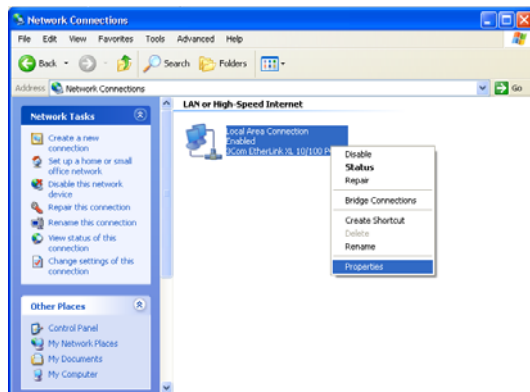 Network Connections
File Edit View Favorites Tools Advanced Help
Back Search Folders
Address Network Connections Go
Network Tasks
Create a new
connection
Set up a home or small
office network
Disable this network
device
Repair this connection
Rename this connection
View status of this
connection
Change settings of this
connection
Other Places
Control Panel
My Network Places
My Documents
My Computer
LAN or High-Speed Internet
Local Area Connection
Enabled
3Com EtherLink XL 10/100 P
Disable
Status
Repair
Bridge Connections
Create Shortcut
Delete
Rename
Properties